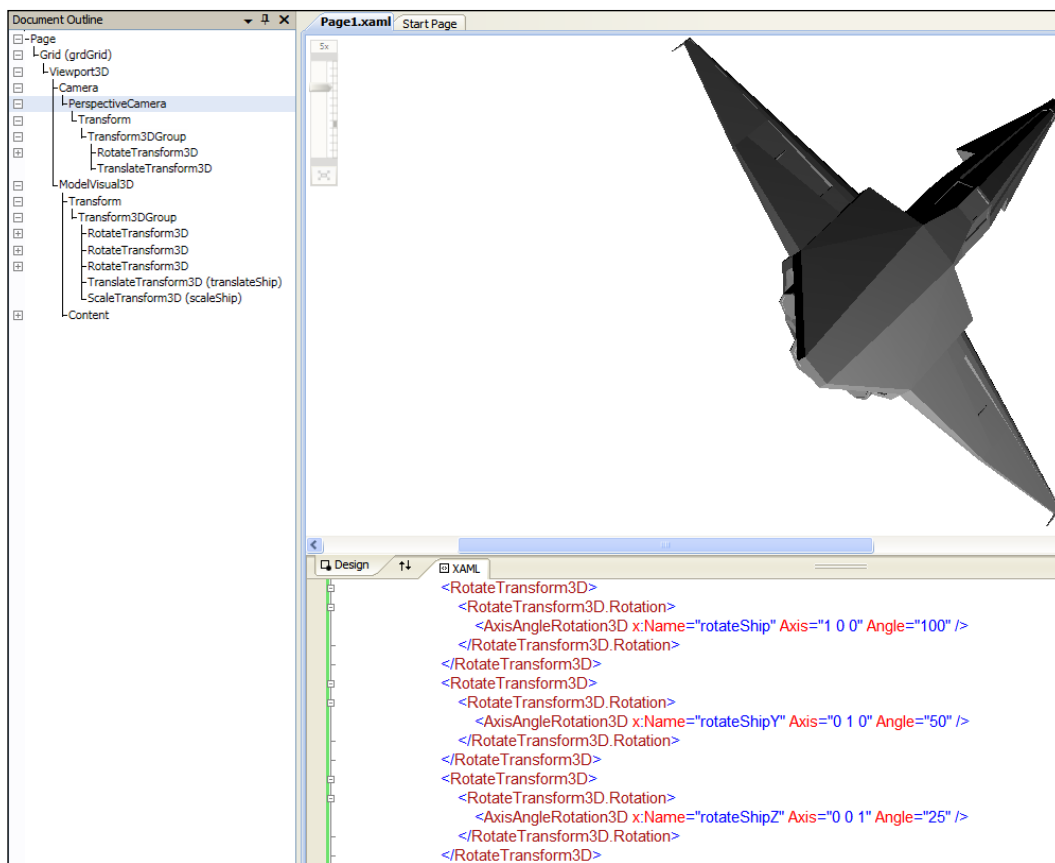 Document Outline
Page
Grid (grdGrid)
Viewport3D
Camera
PerspectiveCamera
Transform
Transform3DGroup
RotateTransform3D
TranslateTransform3D
ModelVisual3D
Transform
Transform3DGroup
RotateTransform3D
RotateTransform3D
RotateTransform3D
TranslateTransform3D (translateShip)
ScaleTransform3D (scaleShip)
Content
Page1.xaml Start Page
5x
Design XAML
<RotateTransform3D>
<RotateTransform3D.Rotation>
<AxisAngleRotation3D x:Name="rotateShip" Axis="1 0 0" Angle="100" />
</RotateTransform3D.Rotation>
</RotateTransform3D>
<RotateTransform3D>
<RotateTransform3D.Rotation>
<AxisAngleRotation3D x:Name="rotateShipY" Axis="0 1 0" Angle="50" />
</RotateTransform3D.Rotation>
</RotateTransform3D>
<RotateTransform3D>
<RotateTransform3D.Rotation>
<AxisAngleRotation3D x:Name="rotateShipZ" Axis="0 0 1" Angle="25" />
</RotateTransform3D.Rotation>
</RotateTransform3D>